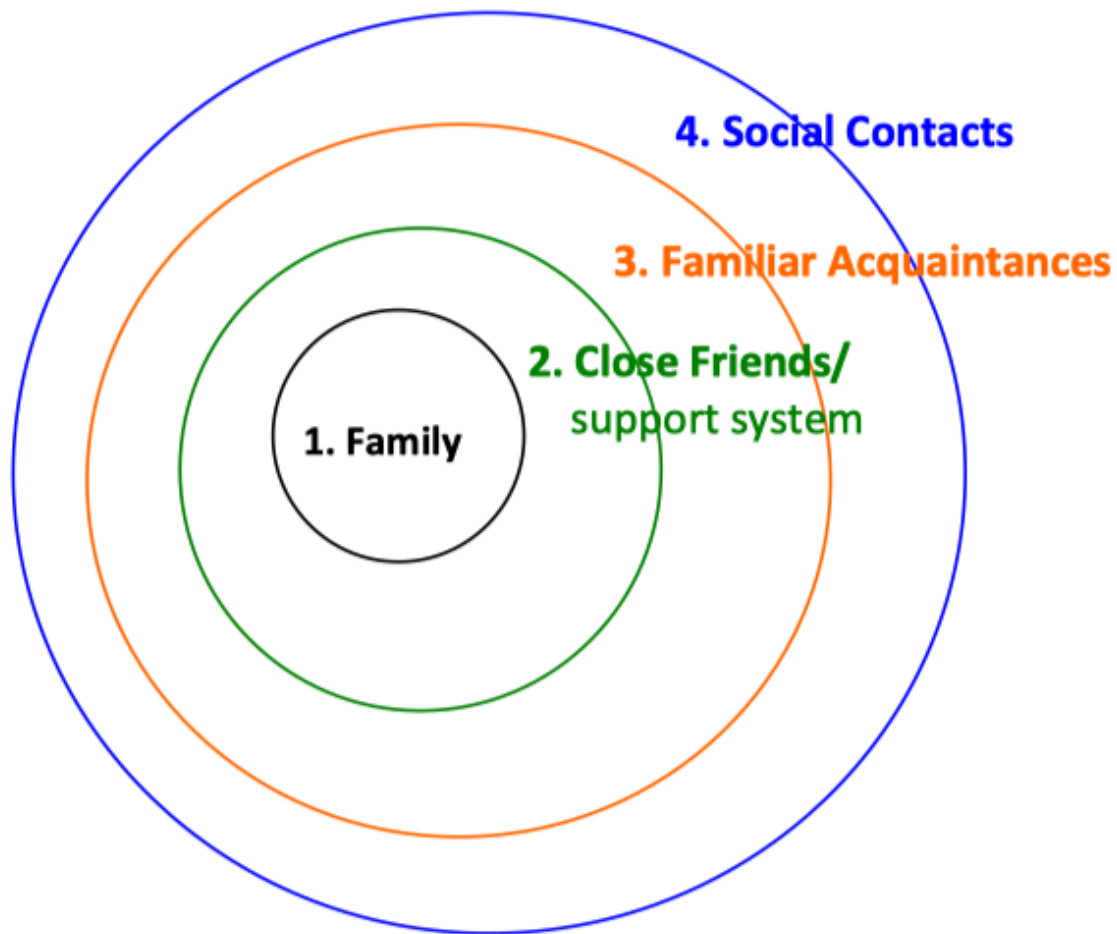 4. Social Contacts
3. Familiar Acquaintances
2. Close Friends/
support system
1. Family